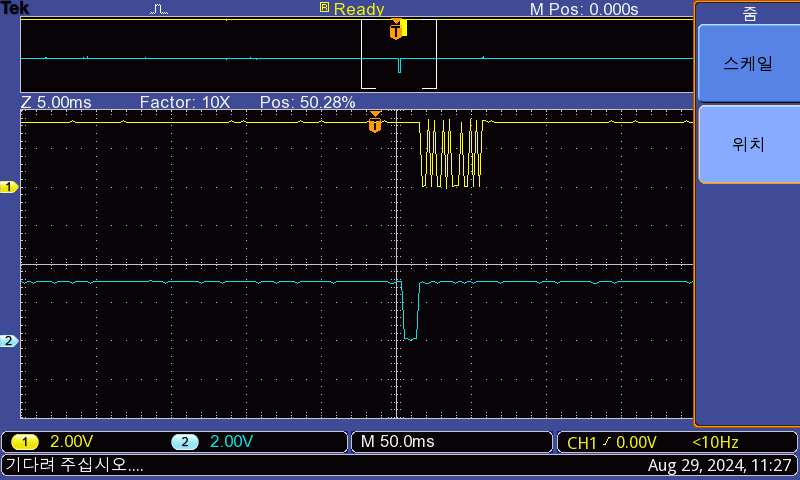 Tek R Ready M Pos: 0.000s
줌
T
스케일
Z 5.00ms Factor: 10X Pos: 50.28%
T
위치
1
2
1 2.00V 2 2.00V M 50.0ms CH1 0.00V <10Hz
기다려 주십시오.... Aug 29, 2024, 11:27